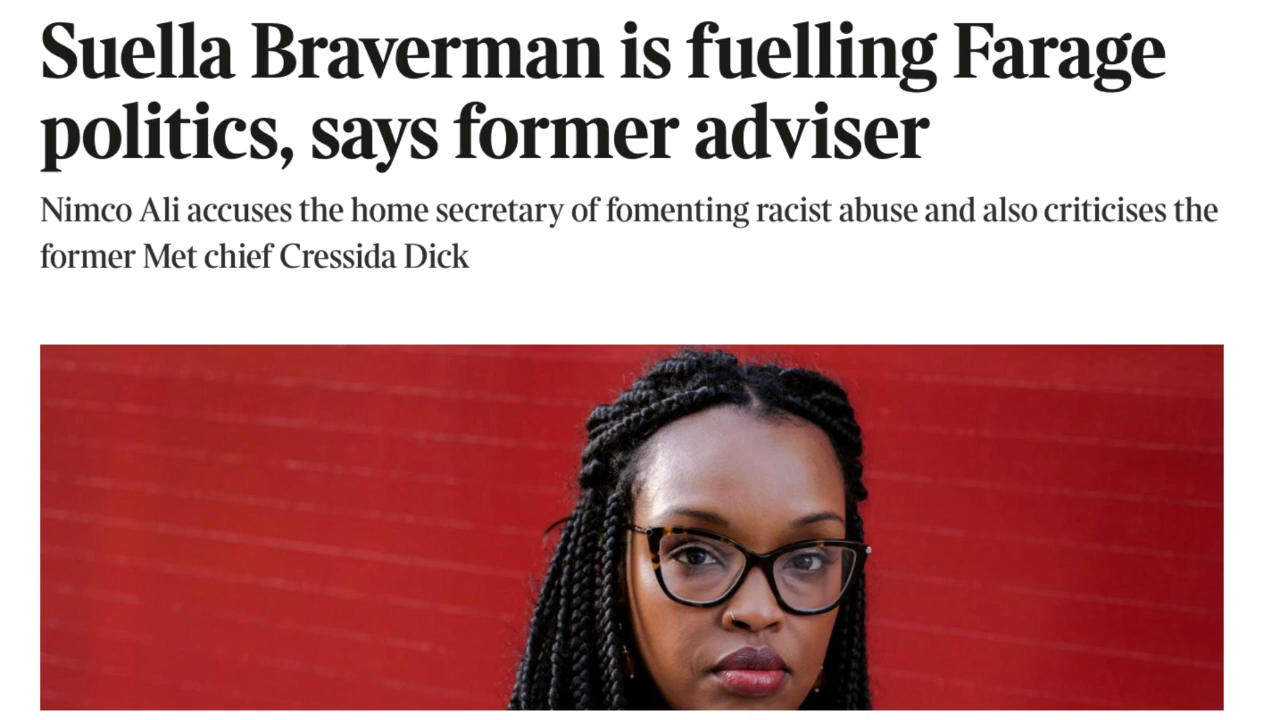 Suella Braverman is fuelling Farage
politics, says former adviser
Nimco Ali accuses the home secretary of fomenting racist abuse and also criticises the
former Met chief Cressida Dick